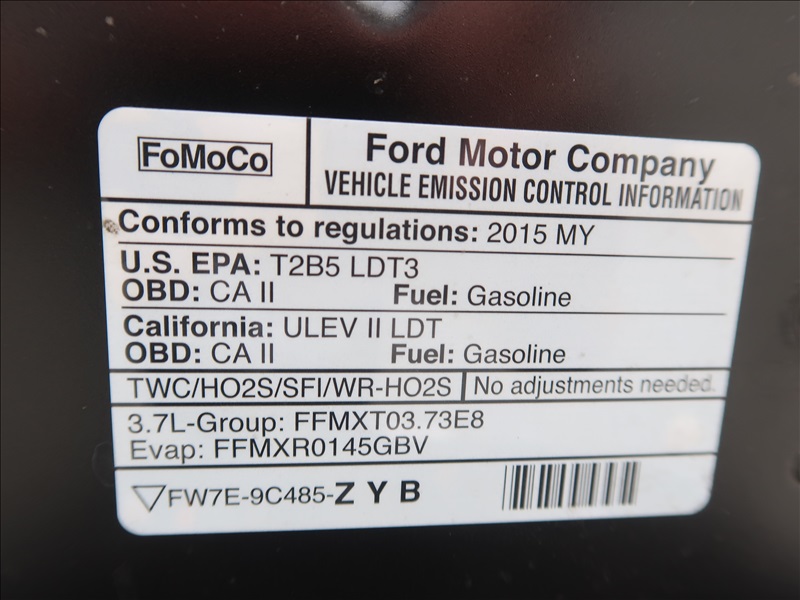 FoMoCo
Ford Motor Company
VEHICLE EMISSION CONTROL INFORMATION
Conforms to regulations: 2015 MY
U.S. EPA: T2B5 LDT3
OBD: CA II Fuel: Gasoline
California: ULEV II LDT
OBD: CA II Fuel: Gasoline
TWC/HO2S/SFI/WR-HO2S No adjustments needed.
3.7L-Group: FFMXT03.73E8
Evap: FFMXR0145GBV
FW7E-9C485-Z Y B